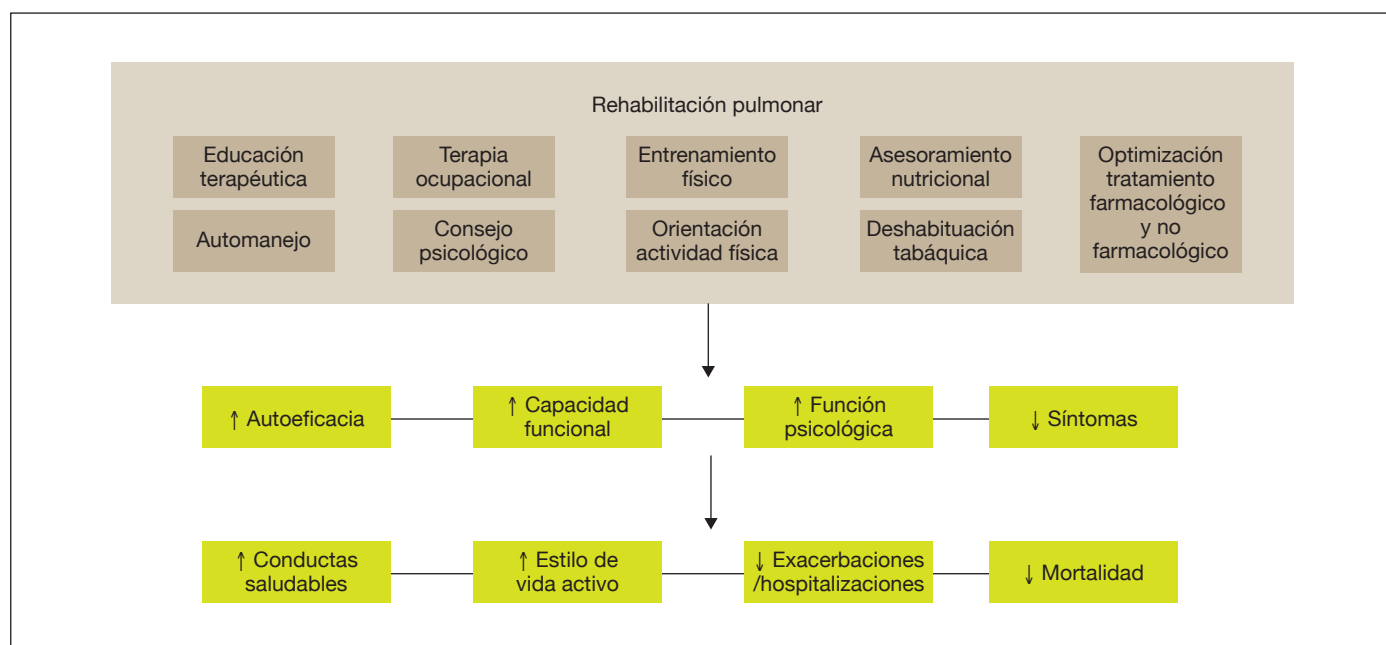 Rehabilitación pulmonar
Educación
terapéutica
Terapia
ocupacional
Entrenamiento
físico
Asesoramiento
nutricional
Optimización
tratamiento
farmacológico
y no
farmacológico
Automanejo
Consejo
psicológico
Orientación
actividad física
Deshabituación
tabáquica
↑ Autoeficacia
↑ Capacidad
funcional
↑ Función
psicológica
↓ Síntomas
↑ Conductas
saludables
↑ Estilo de
vida activo
↓ Exacerbaciones
/hospitalizaciones
↓ Mortalidad